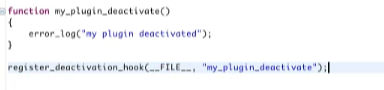 function my_plugin_deactivate()
{
    error_log("my plugin deactivated");
}
register_deactivation_hook(__FILE__, "my_plugin_deactivate");